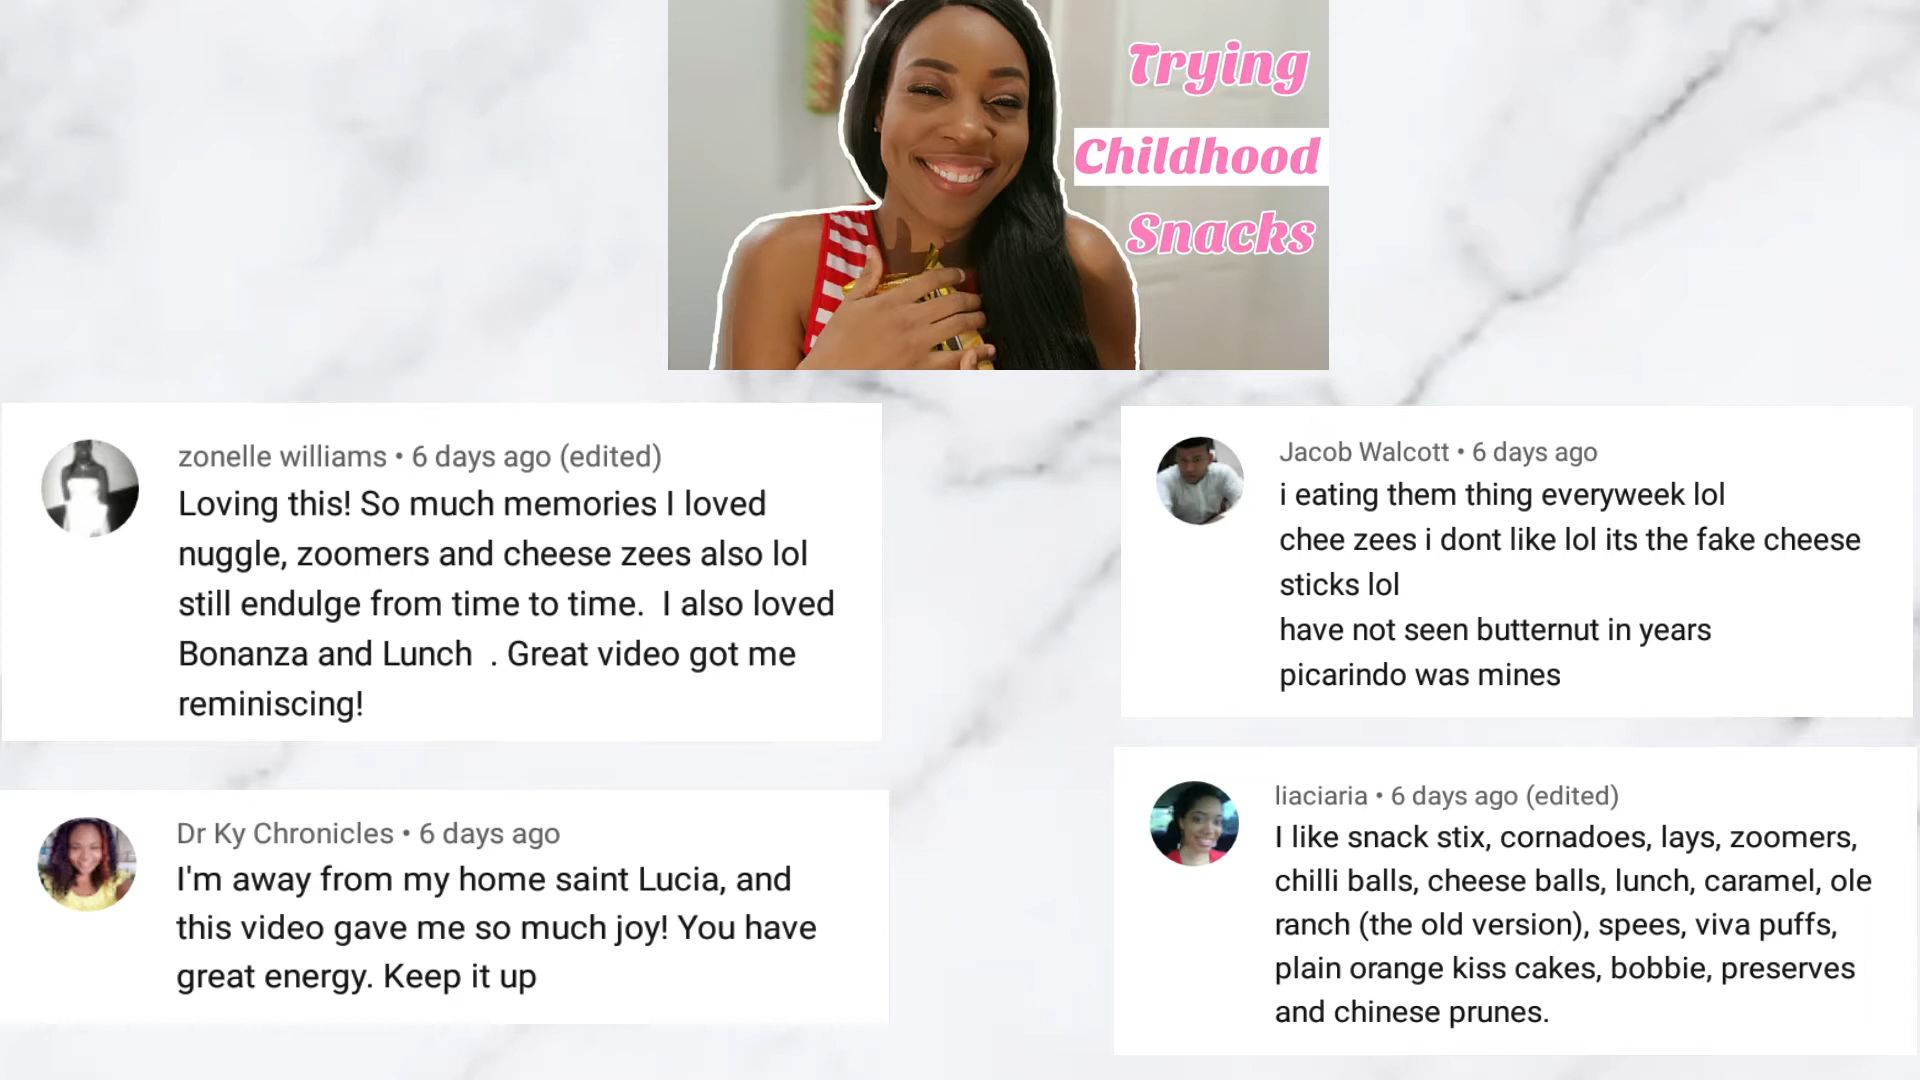 Trying
Childhood
Snacks
zonelle williams • 6 days ago (edited)
Loving this! So much memories I loved
nuggle, zoomers and cheese zees also lol
still endulge from time to time.  I also loved
Bonanza and Lunch  . Great video got me
reminiscing!
Dr Ky Chronicles • 6 days ago
I'm away from my home saint Lucia, and
this video gave me so much joy! You have
great energy. Keep it up
Jacob Walcott • 6 days ago
i eating them thing everyweek lol
chee zees i dont like lol its the fake cheese
sticks lol
have not seen butternut in years
picarindo was mines
liaciaria • 6 days ago (edited)
I like snack stix, cornadoes, lays, zoomers,
chilli balls, cheese balls, lunch, caramel, ole
ranch (the old version), spees, viva puffs,
plain orange kiss cakes, bobbie, preserves
and chinese prunes.